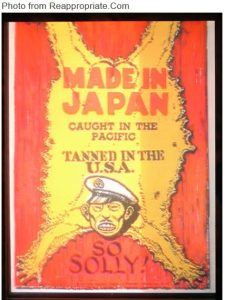 Photo from Reappropriate.Com
MADE IN
JAPAN
CAUGHT IN THE
PACIFIC
TANNED IN THE
U.S.A.
SO
SOLLY!